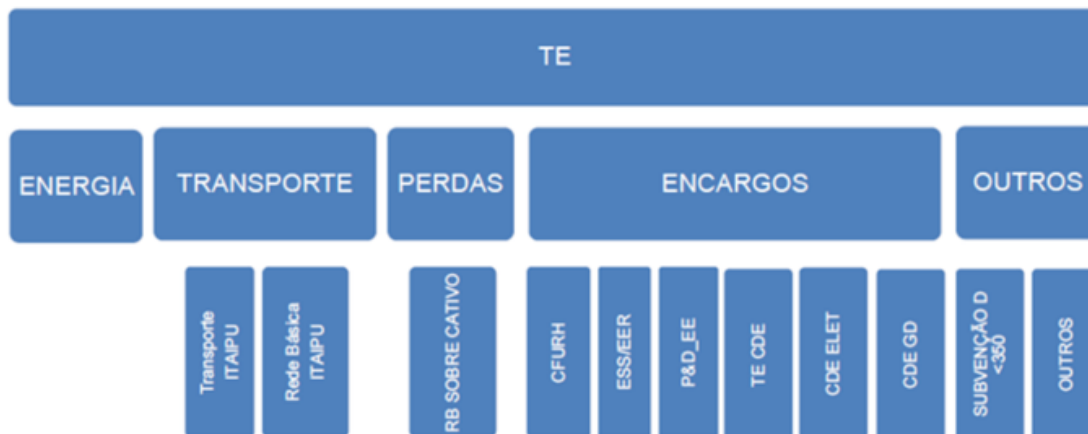 TE
ENERGIA
TRANSPORTE
PERDAS
ENCARGOS
OUTROS
Transporte
ITAIPU
Rede Básica
ITAIPU
RB SOBRE CATIVO
CFURH
ESS/EER
P&D_EE
TE CDE
CDE ELET
CDE GD
SUBVENÇÃO D
<350
OUTROS